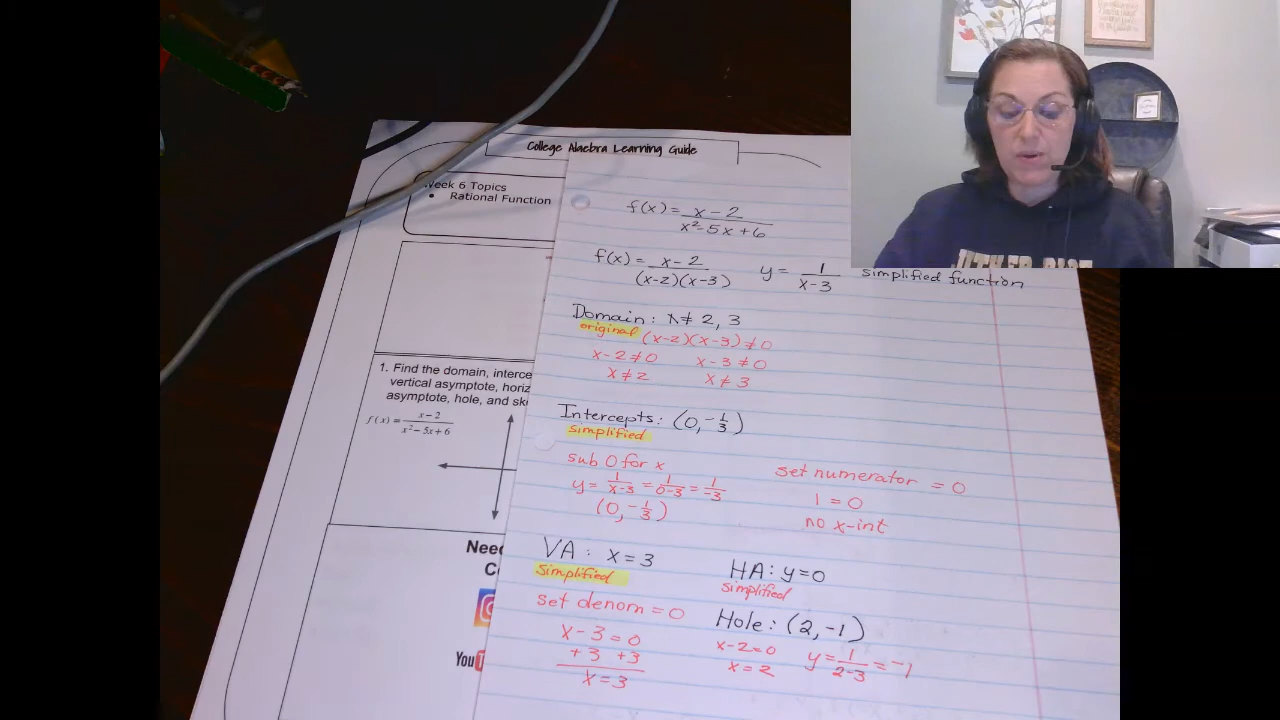 College Algebra Learning Guide
Week 6 Topics
• Rational Function
1. Find the domain, interce
vertical asymptote, horiz
asymptote, hole, and sk
f(x) = x-2 / x²-5x+6
Need
C
You
f(x) = x-2 / x²-5x+6
f(x) = x-2 / (x-2)(x-3)   y = 1 / x-3   simplified function
Domain: x≠2, 3
original (x-2)(x-3)≠0
x-2≠0   x-3≠0
x≠2   x≠3
Intercepts: (0, -1/3)
simplified
sub 0 for x   set numerator = 0
y = 1/x-3 = 1/0-3 = 1/-3   1 = 0
(0, -1/3)   no x-int
VA: x=3   HA: y=0
simplified   simplified
set denom = 0   Hole: (2, -1)
x-3=0   x-2=0   y = 1/2-3 = -1
+3 +3   x=2
x=3